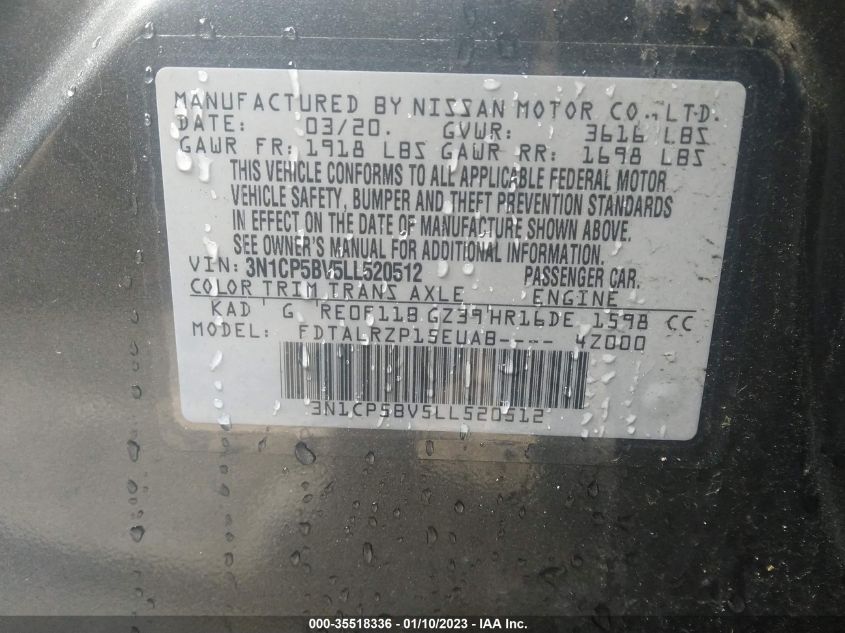 MANUFACTURED BY NISSAN MOTOR CO., LTD.
DATE: 03/20. GVWR: 3616 LBS
GAWR FR: 1918 LBS GAWR RR: 1698 LBS
THIS VEHICLE CONFORMS TO ALL APPLICABLE FEDERAL MOTOR
VEHICLE SAFETY, BUMPER AND THEFT PREVENTION STANDARDS
IN EFFECT ON THE DATE OF MANUFACTURE SHOWN ABOVE.
SEE OWNER'S MANUAL FOR ADDITIONAL INFORMATION.
VIN: 3N1CP5BV5LL520512 PASSENGER CAR.
COLOR TRIM TRANS AXLE ENGINE
KAD G RE0F11B GZ39 HR16DE 1598 CC
MODEL: FDTALRZP15EUAB---- 4Z000
3N1CP5BV5LL520512
000-35518336 - 01/10/2023 - IAA Inc.